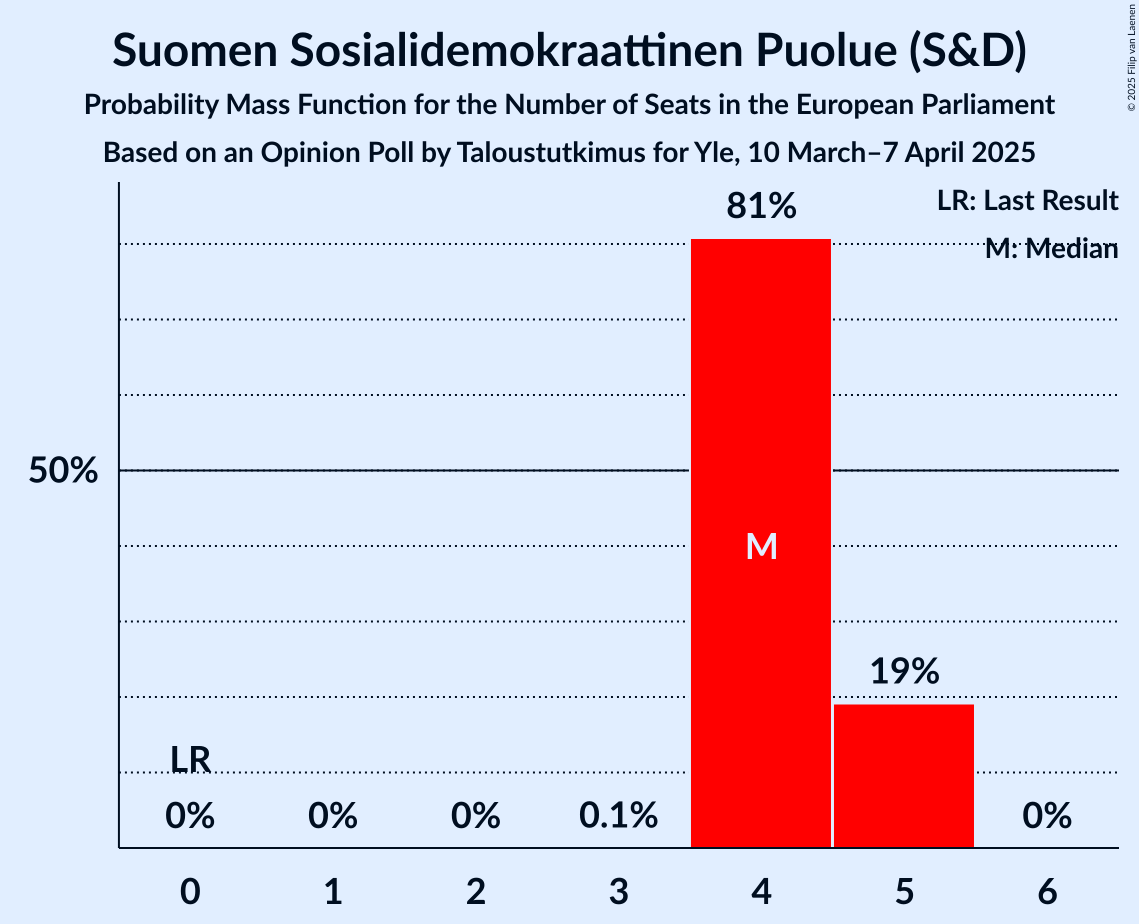 Suomen Sosialidemokraattinen Puolue (S&D)
Probability Mass Function for the Number of Seats in the European Parliament
Based on an Opinion Poll by Taloustutkimus for Yle, 10 March–7 April 2025
© 2025 Filip van Laenen
LR: Last Result
M: Median
81%
50%
M
19%
LR
0% 0% 0% 0.1% 0%
0 1 2 3 4 5 6